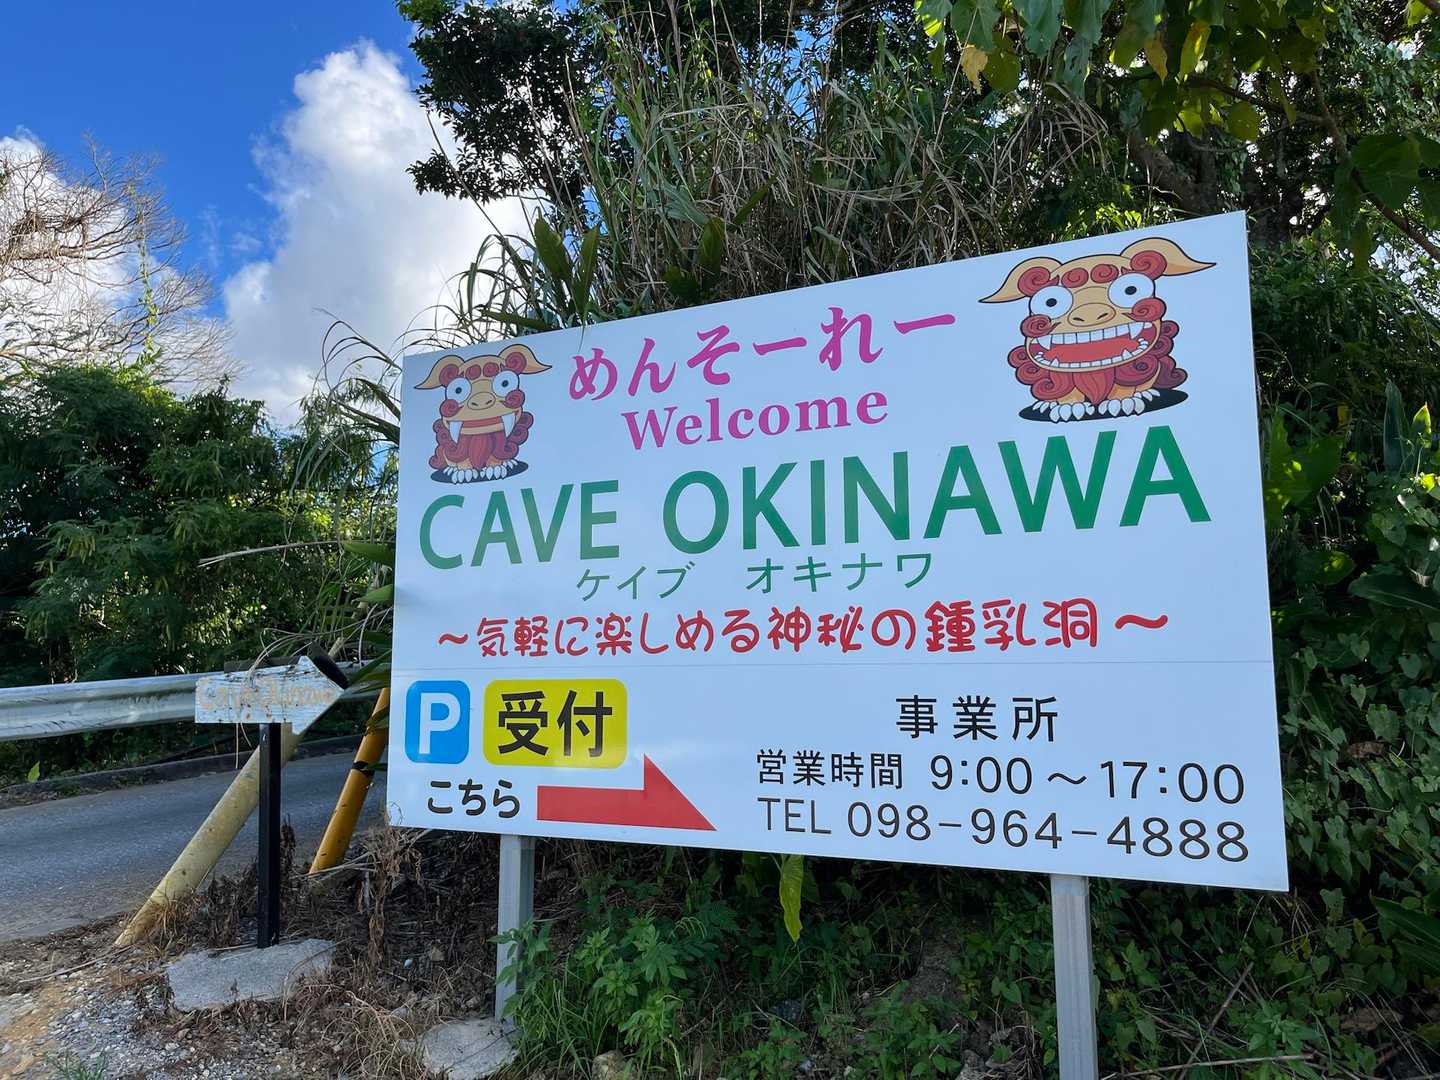 めんそーれー
Welcome
CAVE OKINAWA
ケイブ オキナワ
～気軽に楽しめる神秘の鍾乳洞～
P 受付
こちら
事業所
営業時間 9:00～17:00
TEL 098-964-4888